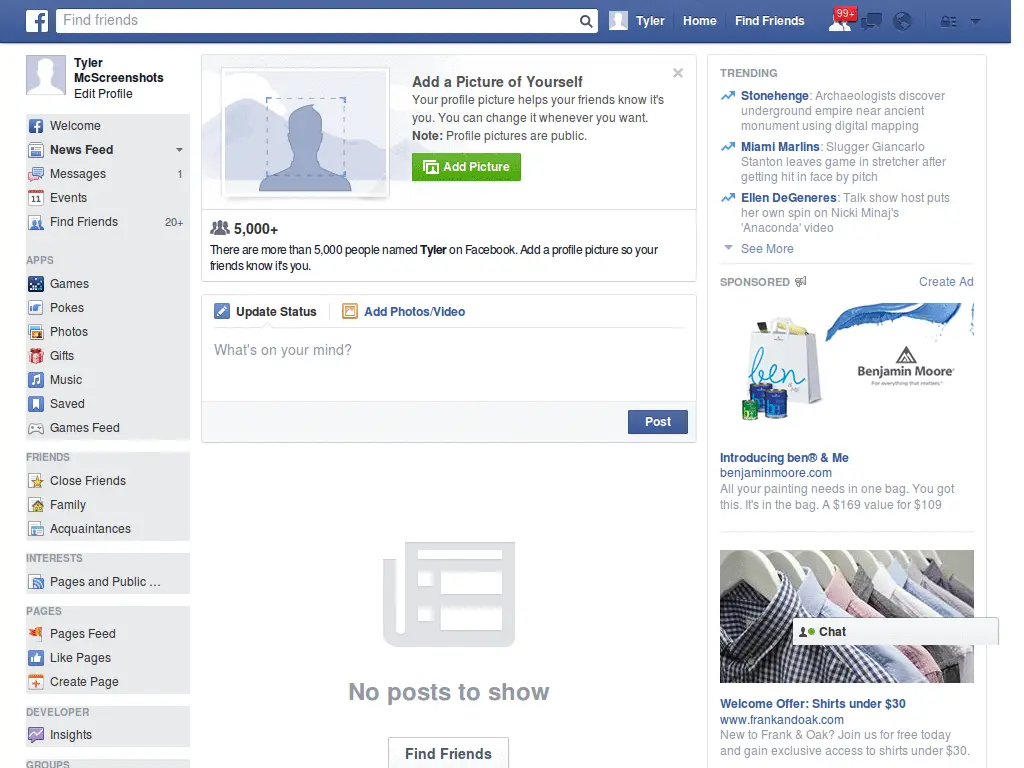 Find friends
Tyler
Home
Find Friends
99+
Tyler
McScreenshots
Edit Profile
Welcome
News Feed
Messages
1
11
Events
Find Friends
20+
APPS
Games
Pokes
Photos
Gifts
Music
Saved
Games Feed
FRIENDS
Close Friends
Family
Acquaintances
INTERESTS
Pages and Public ...
PAGES
Pages Feed
Like Pages
Create Page
DEVELOPER
Insights
GROUPS
Add a Picture of Yourself
Your profile picture helps your friends know it's
you. You can change it whenever you want.
Note: Profile pictures are public.
Add Picture
5,000+
There are more than 5,000 people named Tyler on Facebook. Add a profile picture so your
friends know it's you.
Update Status
Add Photos/Video
What's on your mind?
Post
No posts to show
Find Friends
TRENDING
Stonehenge: Archaeologists discover
underground empire near ancient
monument using digital mapping
Miami Marlins: Slugger Giancarlo
Stanton leaves game in stretcher after
getting hit in face by pitch
Ellen DeGeneres: Talk show host puts
her own spin on Nicki Minaj's
'Anaconda' video
See More
SPONSORED
Create Ad
ben
& ME
Benjamin Moore®
For everything that matters.™
Introducing ben® & Me
benjaminmoore.com
All your painting needs in one bag. You got
this. It's in the bag. A $169 value for $109
Chat
Welcome Offer: Shirts under $30
www.frankandoak.com
New to Frank & Oak? Join us for free today
and gain exclusive access to shirts under $30.